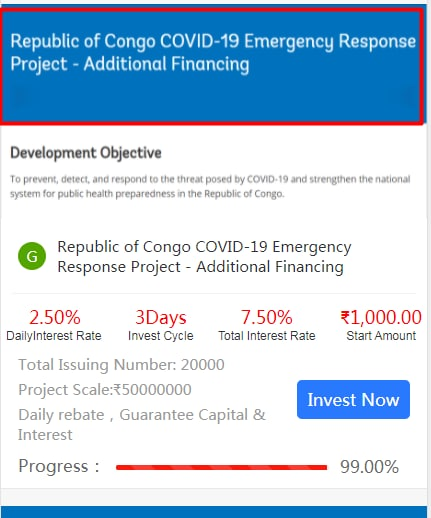 Republic of Congo COVID-19 Emergency Response
Project - Additional Financing
Development Objective
To prevent, detect, and respond to the threat posed by COVID-19 and strengthen the national
system for public health preparedness in the Republic of Congo.
G
Republic of Congo COVID-19 Emergency
Response Project - Additional Financing
2.50% 3Days 7.50% ₹1,000.00
DailyInterest Rate Invest Cycle Total Interest Rate Start Amount
Total Issuing Number: 20000
Project Scale:₹50000000
Daily rebate，Guarantee Capital &
Interest
Invest Now
Progress： 99.00%